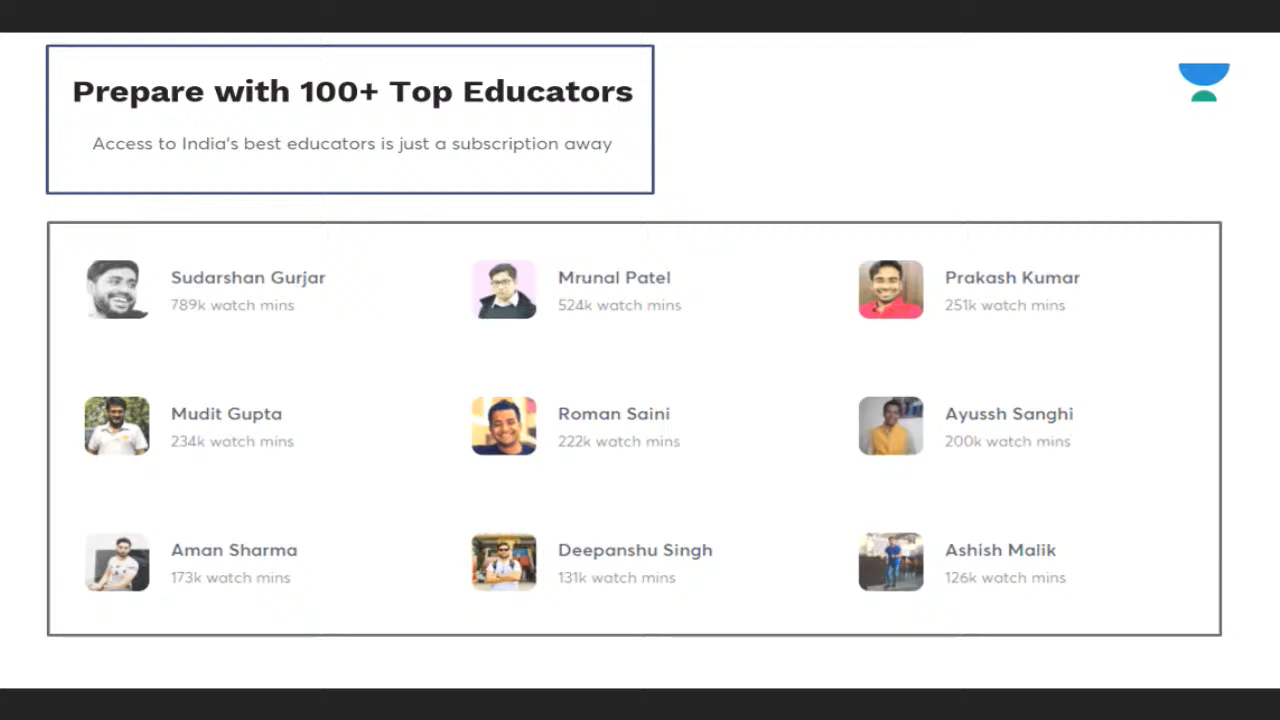 Prepare with 100+ Top Educators
Access to India's best educators is just a subscription away
Sudarshan Gurjar
789k watch mins
Mrunal Patel
524k watch mins
Prakash Kumar
251k watch mins
Mudit Gupta
234k watch mins
Roman Saini
222k watch mins
Ayussh Sanghi
200k watch mins
Aman Sharma
173k watch mins
Deepanshu Singh
131k watch mins
Ashish Malik
126k watch mins